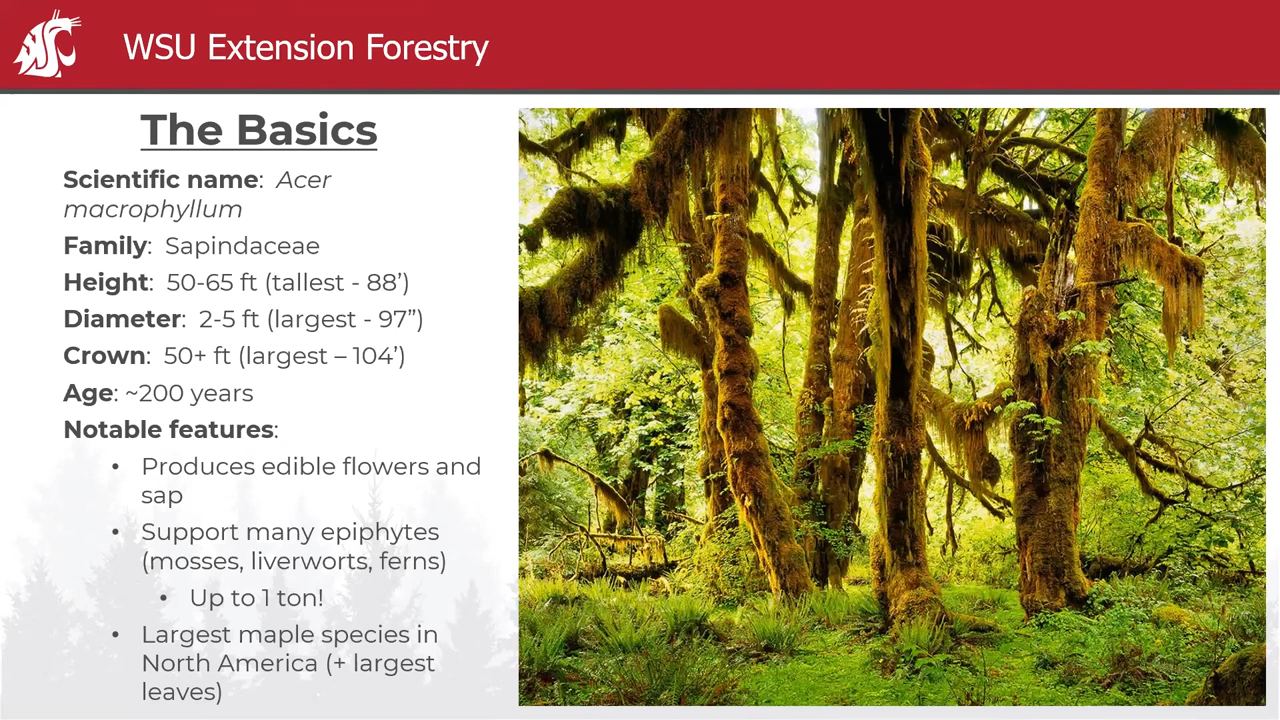 WSU Extension Forestry
The Basics
Scientific name:  Acer
macrophyllum
Family:  Sapindaceae
Height:  50-65 ft (tallest - 88’)
Diameter:  2-5 ft (largest - 97”)
Crown:  50+ ft (largest – 104’)
Age: ~200 years
Notable features:
• Produces edible flowers and
sap
• Support many epiphytes
(mosses, liverworts, ferns)
• Up to 1 ton!
• Largest maple species in
North America (+ largest
leaves)